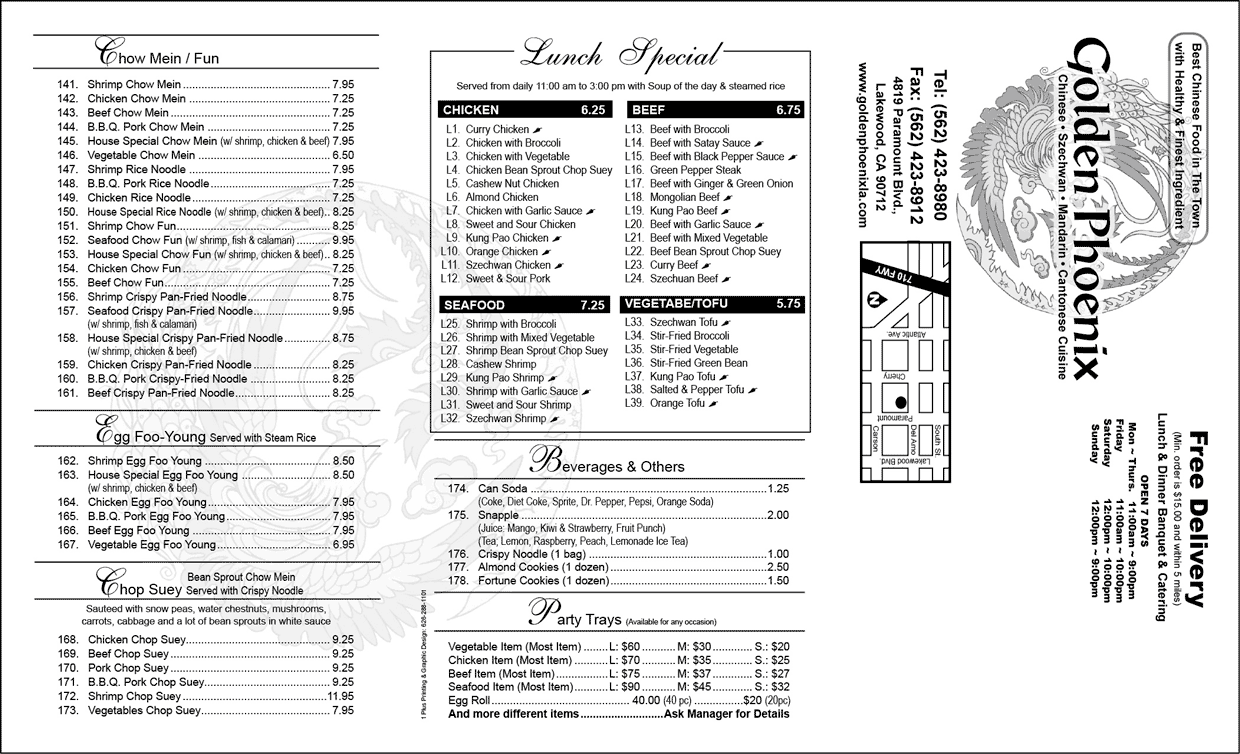 Chow Mein / Fun
141. Shrimp Chow Mein 7.95
142. Chicken Chow Mein 7.25
143. Beef Chow Mein 7.25
144. B.B.Q. Pork Chow Mein 7.25
145. House Special Chow Mein (w/ shrimp, chicken & beef) 7.95
146. Vegetable Chow Mein 6.50
147. Shrimp Rice Noodle 7.95
148. B.B.Q. Pork Rice Noodle 7.25
149. Chicken Rice Noodle 7.25
150. House Special Rice Noodle (w/ shrimp, chicken & beef) 8.25
151. Shrimp Chow Fun 8.25
152. Seafood Chow Fun (w/ shrimp, fish & calamari) 9.95
153. House Special Chow Fun (w/ shrimp, chicken & beef) 8.25
154. Chicken Chow Fun 7.25
155. Beef Chow Fun 7.25
156. Shrimp Crispy Pan-Fried Noodle 8.75
157. Seafood Crispy Pan-Fried Noodle 9.95
(w/ shrimp, fish & calamari)
158. House Special Crispy Pan-Fried Noodle 8.75
(w/ shrimp, chicken & beef)
159. Chicken Crispy Pan-Fried Noodle 8.25
160. B.B.Q. Pork Crispy-Fried Noodle 8.25
161. Beef Crispy Pan-Fried Noodle 8.25
Egg Foo-Young Served with Steam Rice
162. Shrimp Egg Foo Young 8.50
163. House Special Egg Foo Young 8.50
(w/ shrimp, chicken & beef)
164. Chicken Egg Foo Young 7.95
165. B.B.Q. Pork Egg Foo Young 7.95
166. Beef Egg Foo Young 7.95
167. Vegetable Egg Foo Young 6.95
Bean Sprout Chow Mein
Chop Suey Served with Crispy Noodle
Sauteed with snow peas, water chestnuts, mushrooms,
carrots, cabbage and a lot of bean sprouts in white sauce
168. Chicken Chop Suey 9.25
169. Beef Chop Suey 9.25
170. Pork Chop Suey 9.25
171. B.B.Q. Pork Chop Suey 9.25
172. Shrimp Chop Suey 11.95
173. Vegetables Chop Suey 7.95
Lunch Special
Served from daily 11:00 am to 3:00 pm with Soup of the day & steamed rice
CHICKEN 6.25
L1. Curry Chicken
L2. Chicken with Broccoli
L3. Chicken with Vegetable
L4. Chicken Bean Sprout Chop Suey
L5. Cashew Nut Chicken
L6. Almond Chicken
L7. Chicken with Garlic Sauce
L8. Sweet and Sour Chicken
L9. Kung Pao Chicken
L10. Orange Chicken
L11. Szechwan Chicken
L12. Sweet & Sour Pork
SEAFOOD 7.25
L25. Shrimp with Broccoli
L26. Shrimp with Mixed Vegetable
L27. Shrimp Bean Sprout Chop Suey
L28. Cashew Shrimp
L29. Kung Pao Shrimp
L30. Shrimp with Garlic Sauce
L31. Sweet and Sour Shrimp
L32. Szechwan Shrimp
BEEF 6.75
L13. Beef with Broccoli
L14. Beef with Satay Sauce
L15. Beef with Black Pepper Sauce
L16. Green Pepper Steak
L17. Beef with Ginger & Green Onion
L18. Mongolian Beef
L19. Kung Pao Beef
L20. Beef with Garlic Sauce
L21. Beef with Mixed Vegetable
L22. Beef Bean Sprout Chop Suey
L23. Curry Beef
L24. Szechuan Beef
VEGETABE/TOFU 5.75
L33. Szechwan Tofu
L34. Stir-Fried Broccoli
L35. Stir-Fried Vegetable
L36. Stir-Fried Green Bean
L37. Kung Pao Tofu
L38. Salted & Pepper Tofu
L39. Orange Tofu
Beverages & Others
174. Can Soda 1.25
(Coke, Diet Coke, Sprite, Dr. Pepper, Pepsi, Orange Soda)
175. Snapple 2.00
(Juice: Mango, Kiwi & Strawberry, Fruit Punch)
(Tea; Lemon, Raspberry, Peach, Lemonade Ice Tea)
176. Crispy Noodle (1 bag) 1.00
177. Almond Cookies (1 dozen) 2.50
178. Fortune Cookies (1 dozen) 1.50
Party Trays (Available for any occasion)
Vegetable Item (Most Item) L: $60 M: $30 S.: $20
Chicken Item (Most Item) L: $70 M: $35 S.: $25
Beef Item (Most Item) L: $75 M: $37 S.: $27
Seafood Item (Most Item) L: $90 M: $45 S.: $32
Egg Roll 40.00 (40 pc) $20 (20pc)
And more different items Ask Manager for Details
1 Plus Printing & Graphic Design: 626-288-1101
Best Chinese Food in The Town
with Healthy & Finest Ingredient
Golden Phoenix
Chinese • Szechwan • Mandarin • Cantonese Cuisine
Tel: (562) 423-8980
Fax: (562) 423-8912
4819 Paramount Blvd.,
Lakewood, CA 90712
www.goldenphoenixla.com
710 FWY
N
Atlantic Ave.
Cherry
Paramount
Lakewood Blvd.
South St
Del Amo
Carson
Free Delivery
(Min. order is $15.00 and within 5 miles)
Lunch & Dinner Banquet & Catering
OPEN 7 DAYS
Mon ~ Thurs. 11:00am ~ 9:00pm
Friday 11:00am ~ 10:00pm
Saturday 12:00pm ~ 10:00pm
Sunday 12:00pm ~ 9:00pm